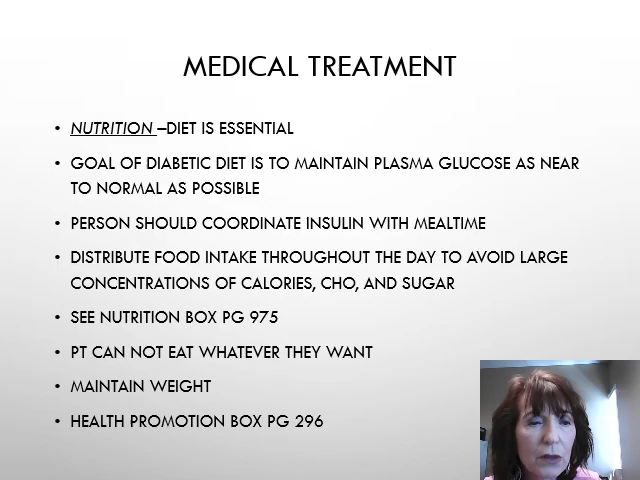 MEDICAL TREATMENT
• NUTRITION –DIET IS ESSENTIAL
• GOAL OF DIABETIC DIET IS TO MAINTAIN PLASMA GLUCOSE AS NEAR
TO NORMAL AS POSSIBLE
• PERSON SHOULD COORDINATE INSULIN WITH MEALTIME
• DISTRIBUTE FOOD INTAKE THROUGHOUT THE DAY TO AVOID LARGE
CONCENTRATIONS OF CALORIES, CHO, AND SUGAR
• SEE NUTRITION BOX PG 975
• PT CAN NOT EAT WHATEVER THEY WANT
• MAINTAIN WEIGHT
• HEALTH PROMOTION BOX PG 296